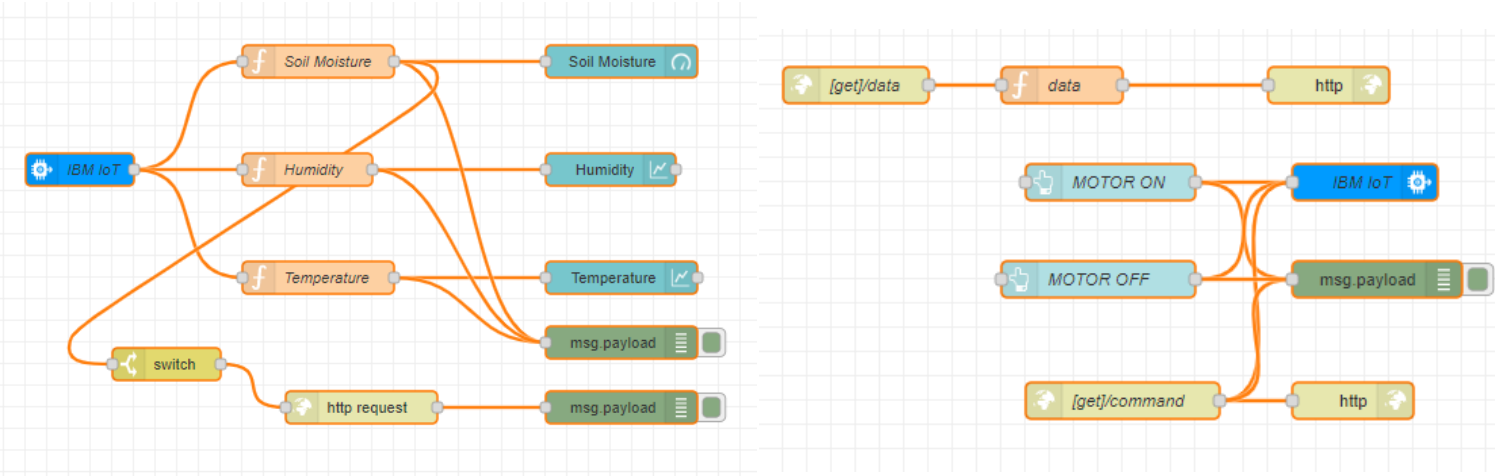 Soil Moisture
Soil Moisture
IBM IoT
Humidity
Humidity
Temperature
Temperature
msg.payload
switch
http request
msg.payload
[get]/data
data
http
MOTOR ON
IBM IoT
MOTOR OFF
msg.payload
[get]/command
http